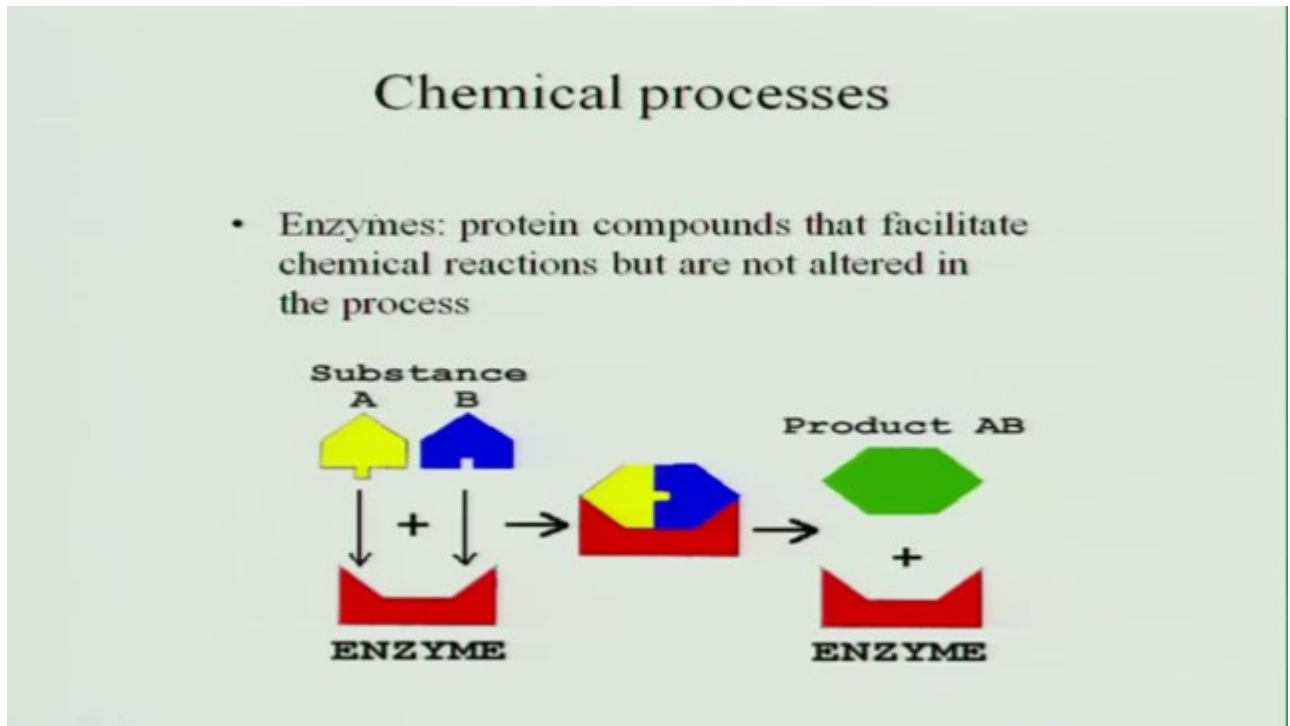 Chemical processes
• Enzymes: protein compounds that facilitate
chemical reactions but are not altered in
the process
Substance
A B
Product AB
+
+
ENZYME
ENZYME